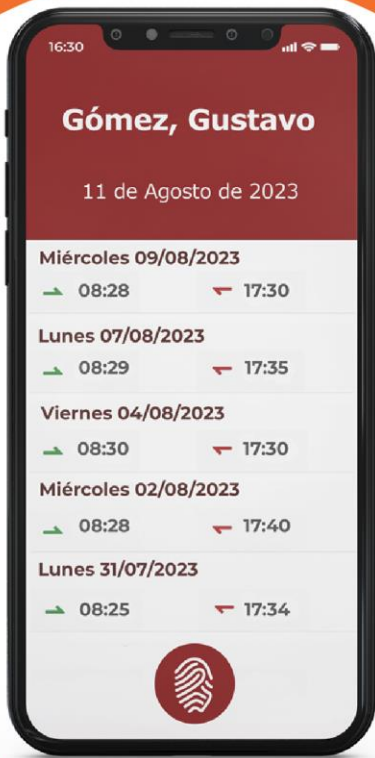 16:30
Gómez, Gustavo
11 de Agosto de 2023
Miércoles 09/08/2023
08:28 17:30
Lunes 07/08/2023
08:29 17:35
Viernes 04/08/2023
08:30 17:30
Miércoles 02/08/2023
08:28 17:40
Lunes 31/07/2023
08:25 17:34